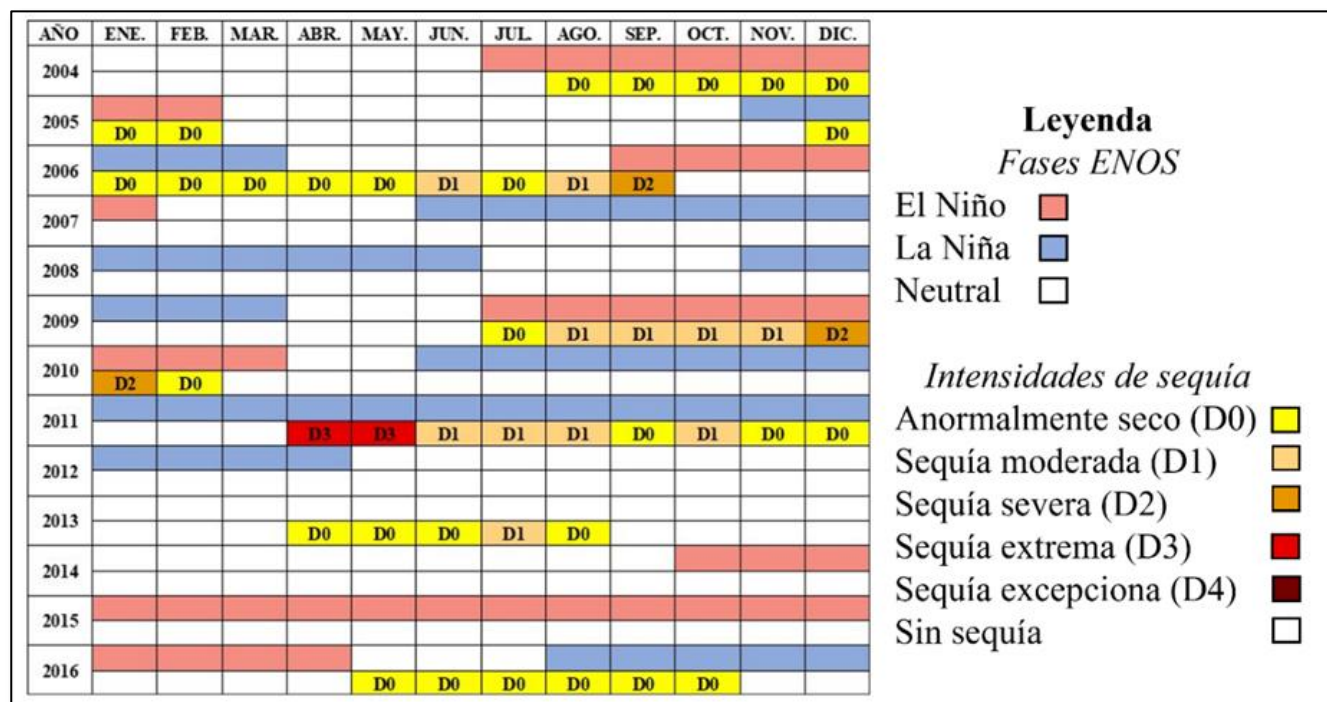 AÑO ENE. FEB. MAR. ABR. MAY. JUN. JUL. AGO. SEP. OCT. NOV. DIC.
2004
D0 D0 D0 D0 D0
2005
D0 D0 D0
2006
D0 D0 D0 D0 D0 D1 D0 D1 D2
2007
2008
2009
D0 D1 D1 D1 D1 D2
2010
D2 D0
2011
D3 D3 D1 D1 D1 D0 D1 D0 D0
2012
2013
D0 D0 D0 D1 D0
2014
2015
2016
D0 D0 D0 D0 D0 D0
Leyenda
Fases ENOS
El Niño
La Niña
Neutral
Intensidades de sequía
Anormalmente seco (D0)
Sequía moderada (D1)
Sequía severa (D2)
Sequía extrema (D3)
Sequía excepciona (D4)
Sin sequía